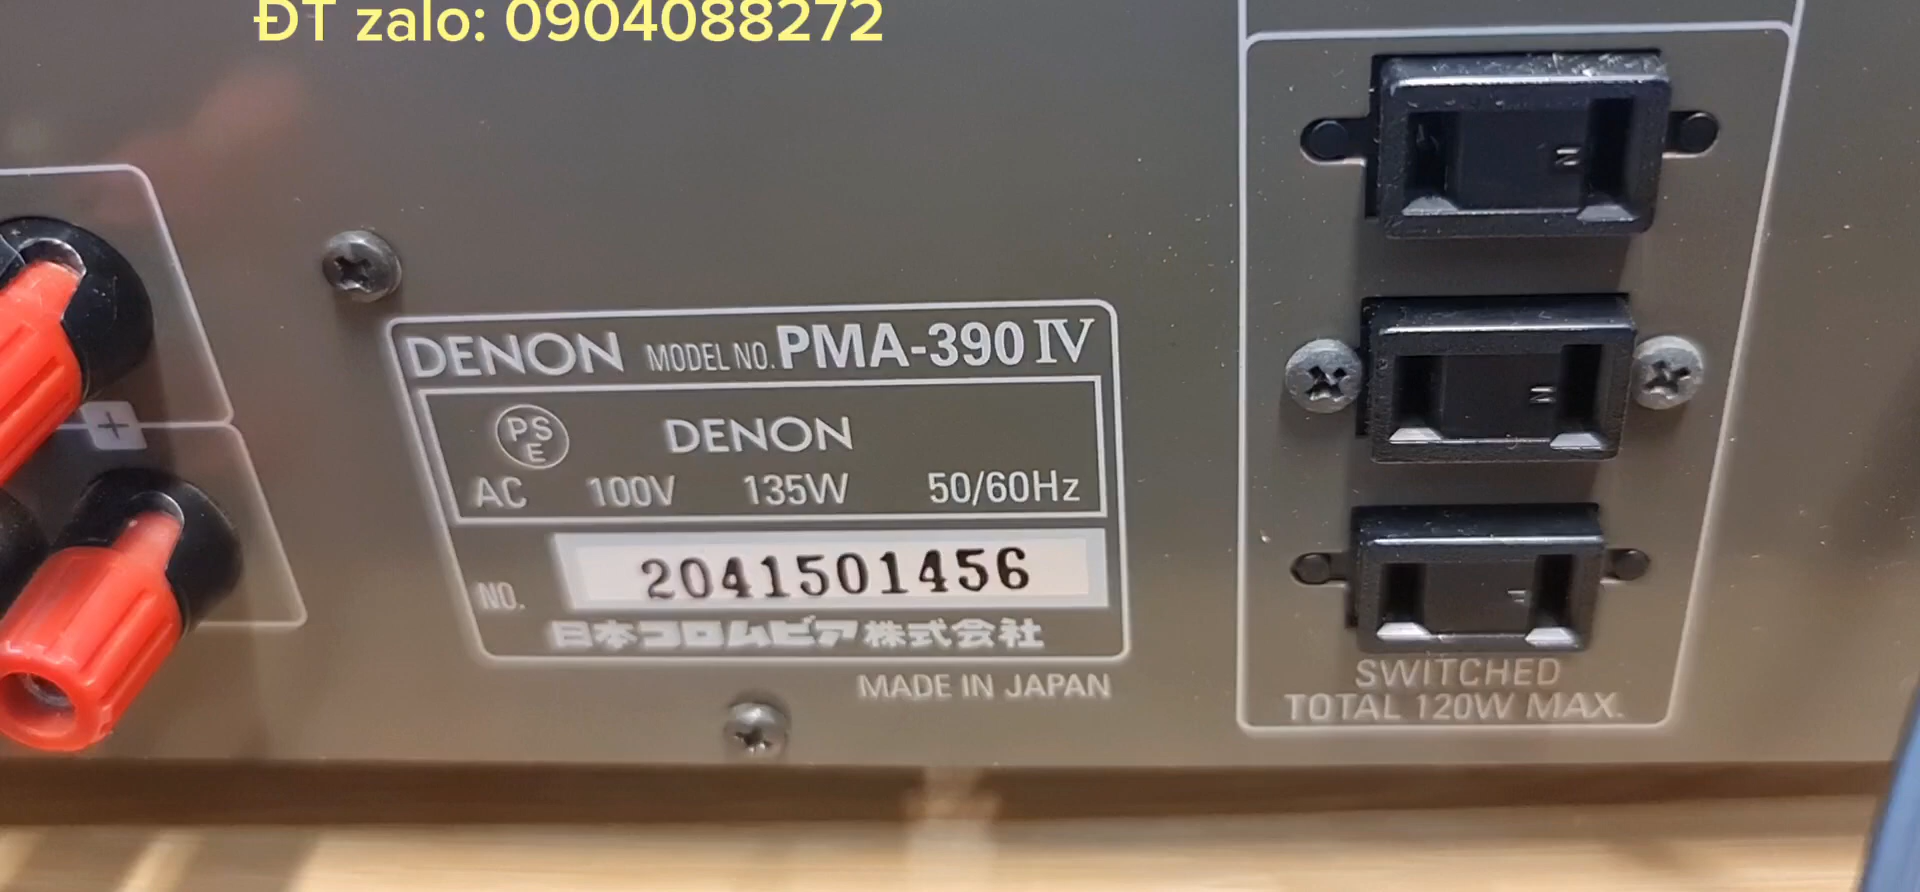 ĐT zalo: 0904088272
DENON MODEL NO. PMA-390 IV
PSE DENON
AC 100V 135W 50/60Hz
NO. 2041501456
日本コロムビア株式会社
MADE IN JAPAN
+
N
N
SWITCHED
TOTAL 120W MAX.